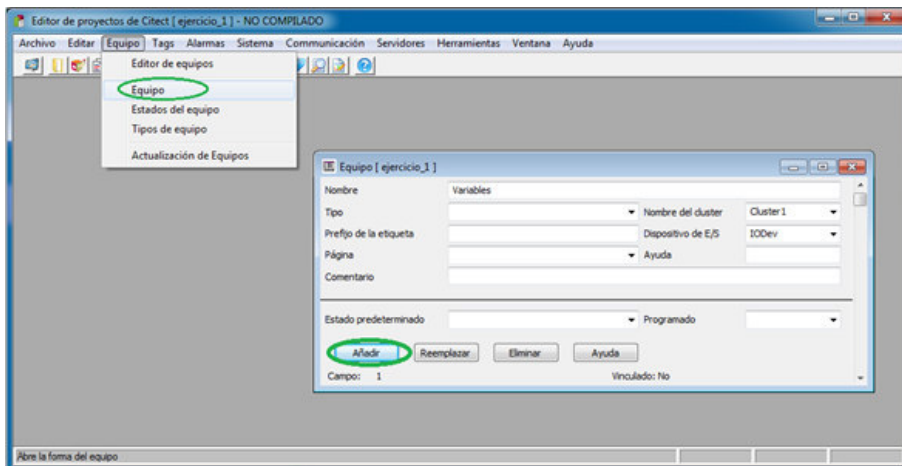 Editor de proyectos de Citect [ ejercicio_1 ] - NO COMPILADO
Archivo Editar Equipo Tags Alarmas Sistema Communicación Servidores Herramientas Ventana Ayuda
Editor de equipos
Equipo
Estados del equipo
Tipos de equipo
Actualización de Equipos
Equipo [ ejercicio_1 ]
Nombre Variables
Tipo Nombre del cluster Cluster1
Prefijo de la etiqueta Dispositivo de E/S IODev
Página Ayuda
Comentario
Estado predeterminado Programado
Añadir Reemplazar Eliminar Ayuda
Campo: 1 Vinculado: No
Abre la forma del equipo